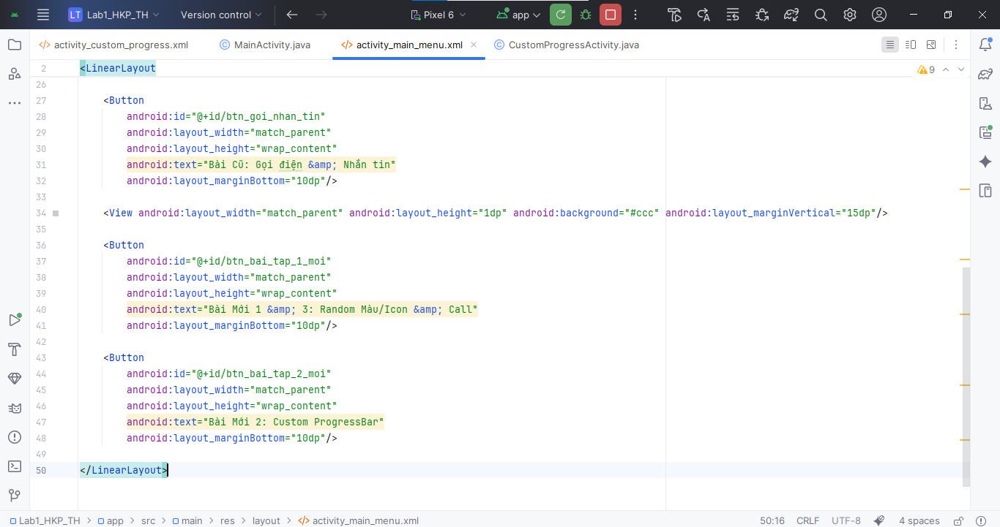 LT Lab1_HKP_TH Version control Pixel 6 app
activity_custom_progress.xml MainActivity.java activity_main_menu.xml CustomProgressActivity.java
2 <LinearLayout 9
26
27 <Button
28 android:id="@+id/btn_goi_nhan_tin"
29 android:layout_width="match_parent"
30 android:layout_height="wrap_content"
31 android:text="Bài Cũ: Gọi điện &amp; Nhắn tin"
32 android:layout_marginBottom="10dp"/>
33
34 <View android:layout_width="match_parent" android:layout_height="1dp" android:background="#ccc" android:layout_marginVertical="15dp"/>
35
36 <Button
37 android:id="@+id/btn_bai_tap_1_moi"
38 android:layout_width="match_parent"
39 android:layout_height="wrap_content"
40 android:text="Bài Mới 1 &amp; 3: Random Màu/Icon &amp; Call"
41 android:layout_marginBottom="10dp"/>
42
43 <Button
44 android:id="@+id/btn_bai_tap_2_moi"
45 android:layout_width="match_parent"
46 android:layout_height="wrap_content"
47 android:text="Bài Mới 2: Custom ProgressBar"
48 android:layout_marginBottom="10dp"/>
49
50 </LinearLayout>
Lab1_HKP_TH > app > src > main > res > layout > activity_main_menu.xml 50:16 CRLF UTF-8 4 spaces